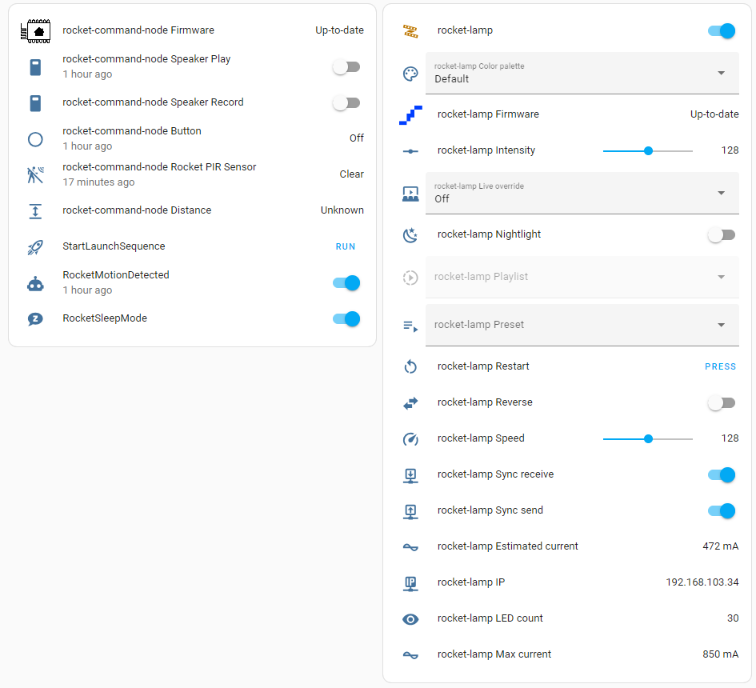 rocket-command-node Firmware Up-to-date
rocket-command-node Speaker Play
1 hour ago
rocket-command-node Speaker Record
rocket-command-node Button
1 hour ago
Off
rocket-command-node Rocket PIR Sensor
17 minutes ago
Clear
rocket-command-node Distance Unknown
StartLaunchSequence RUN
RocketMotionDetected
1 hour ago
RocketSleepMode
rocket-lamp
rocket-lamp Color palette
Default
rocket-lamp Firmware Up-to-date
rocket-lamp Intensity 128
rocket-lamp Live override
Off
rocket-lamp Nightlight
rocket-lamp Playlist
rocket-lamp Preset
rocket-lamp Restart PRESS
rocket-lamp Reverse
rocket-lamp Speed 128
rocket-lamp Sync receive
rocket-lamp Sync send
rocket-lamp Estimated current 472 mA
rocket-lamp IP 192.168.103.34
rocket-lamp LED count 30
rocket-lamp Max current 850 mA